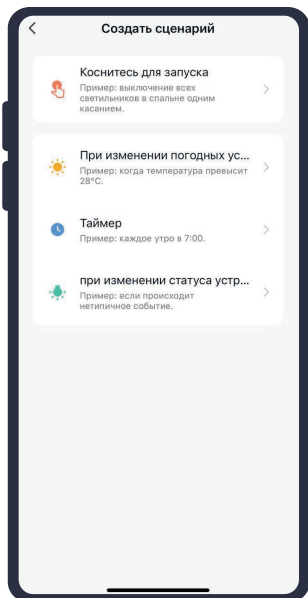 Создать сценарий
Коснитесь для запуска
Пример: выключение всех
светильников в спальне одним
касанием.
При изменении погодных ус...
Пример: когда температура превысит
28°C.
Таймер
Пример: каждое утро в 7:00.
при изменении статуса устр...
Пример: если происходит
нетипичное событие.